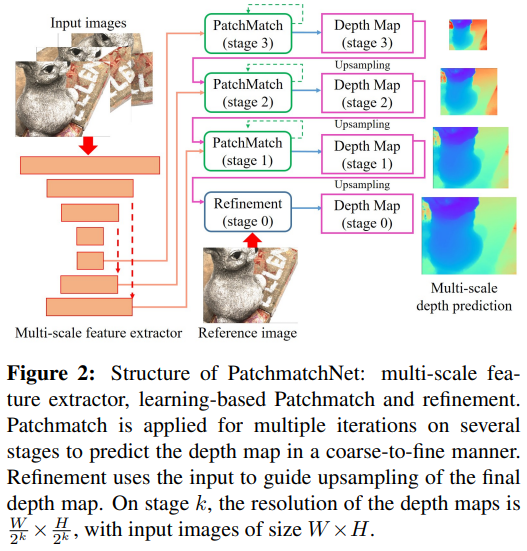 Input images
PatchMatch
(stage 3)
Depth Map
(stage 3)
Upsampling
PatchMatch
(stage 2)
Depth Map
(stage 2)
Upsampling
PatchMatch
(stage 1)
Depth Map
(stage 1)
Upsampling
Refinement
(stage 0)
Depth Map
(stage 0)
Multi-scale
depth prediction
Multi-scale feature extractor
Reference image
Figure 2: Structure of PatchmatchNet: multi-scale fea-
ture extractor, learning-based Patchmatch and refinement.
Patchmatch is applied for multiple iterations on several
stages to predict the depth map in a coarse-to-fine manner.
Refinement uses the input to guide upsampling of the final
depth map. On stage k, the resolution of the depth maps is
W/2^k × H/2^k, with input images of size W × H.